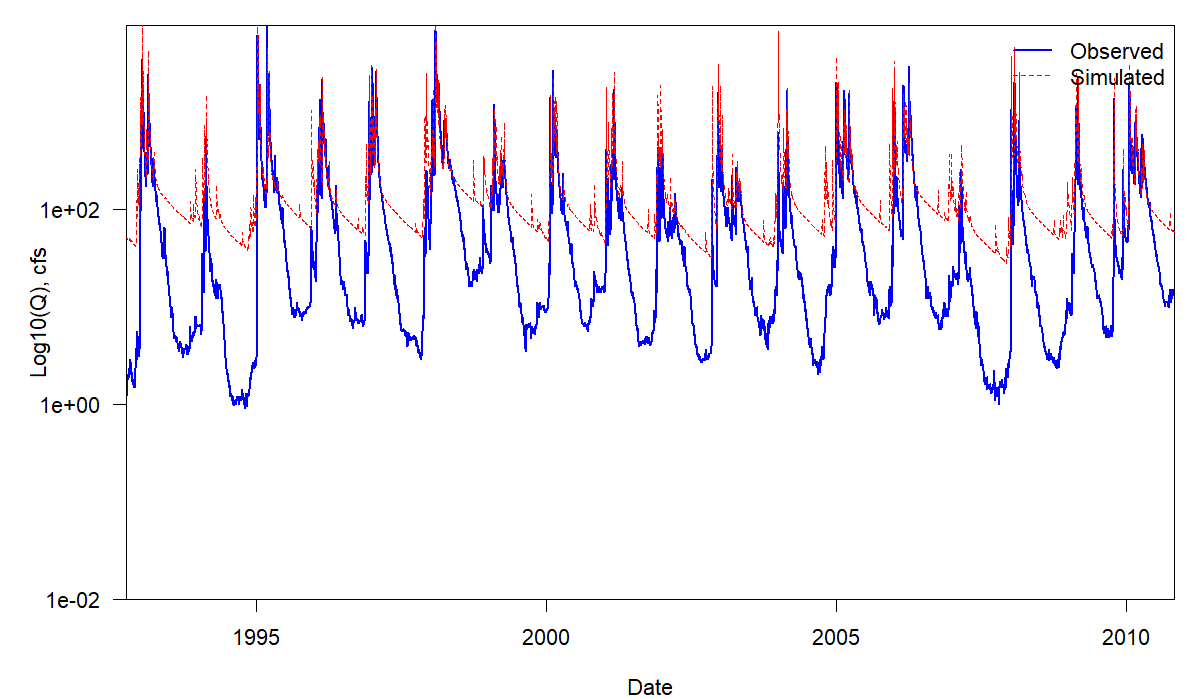 Observed
Simulated
1e+02
1e+00
1e-02
Log10(Q), cfs
1995
2000
2005
2010
Date